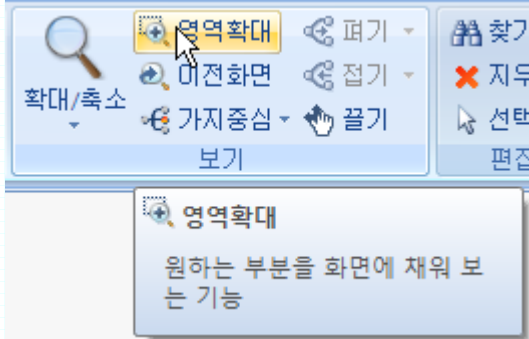 확대/축소
영역확대
이전화면
가지중심
펴기
접기
끌기
보기
찾기
지우
선택
편집
영역확대
원하는 부분을 화면에 채워 보
는 기능